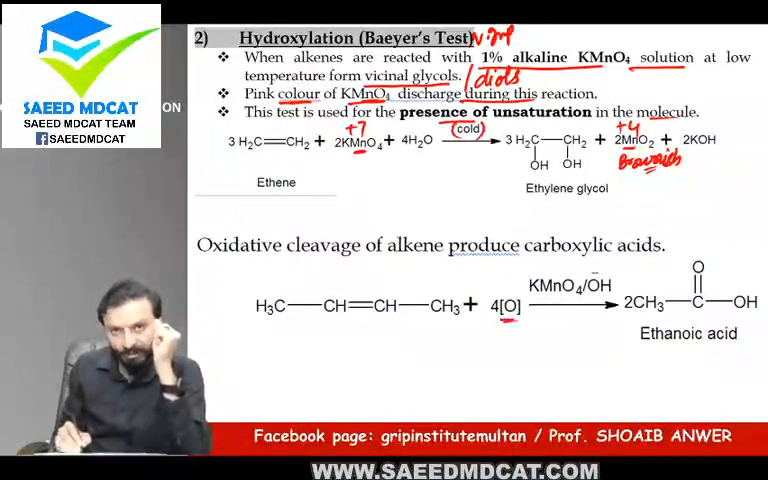 2) Hydroxylation (Baeyer's Test) V.Imp
When alkenes are reacted with 1% alkaline KMnO4 solution at low
temperature form vicinal glycols. / diols
Pink colour of KMnO4 discharge during this reaction.
This test is used for the presence of unsaturation in the molecule.
SAEED MDCAT
SAEED MDCAT TEAM
SAEEDMDCAT
ON
+7 (cold) +4
3 H2C=CH2 + 2KMnO4 + 4H2O → 3 H2C—CH2 + 2MnO2 + 2KOH
OH OH
Ethene
Ethylene glycol
Oxidative cleavage of alkene produce carboxylic acids.
O
KMnO4/OH
H3C—CH=CH—CH3 + 4[O] → 2CH3—C—OH
Ethanoic acid
Facebook page: gripinstitutemultan / Prof. SHOAIB ANWER
WWW.SAEEDMDCAT.COM